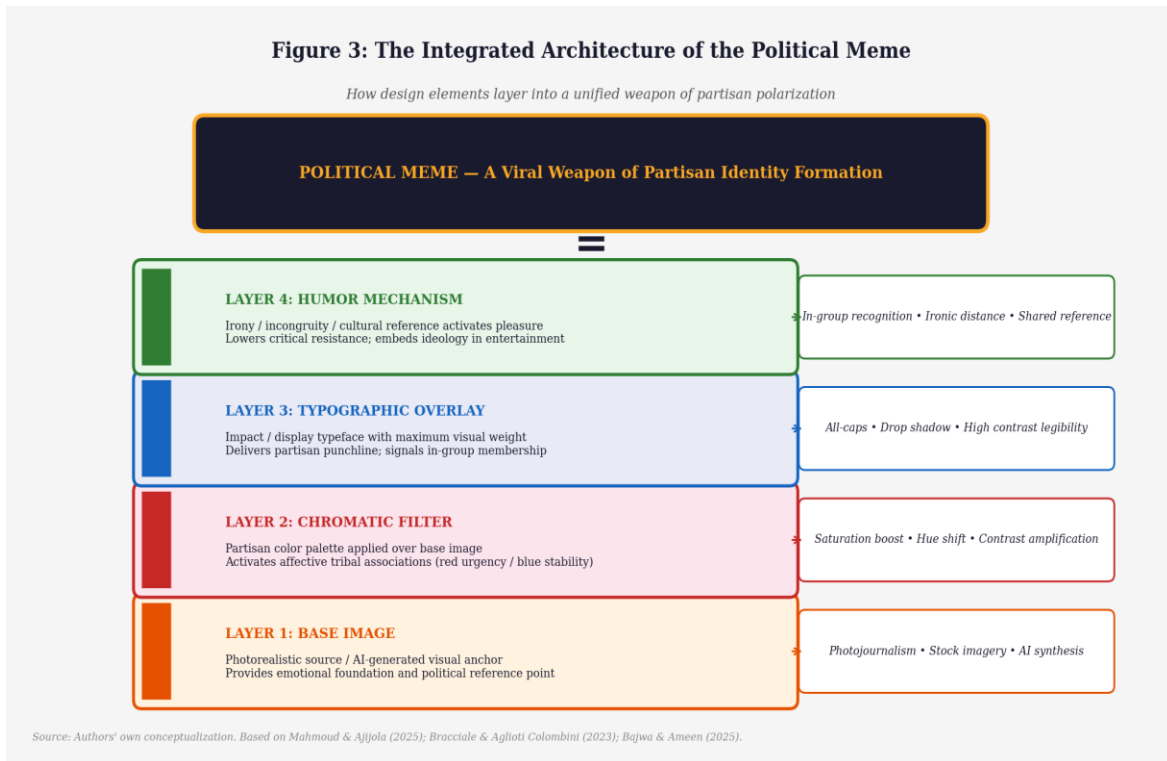 Figure 3: The Integrated Architecture of the Political Meme
How design elements layer into a unified weapon of partisan polarization
POLITICAL MEME — A Viral Weapon of Partisan Identity Formation
=
LAYER 4: HUMOR MECHANISM
Irony / incongruity / cultural reference activates pleasure
Lowers critical resistance; embeds ideology in entertainment
In-group recognition • Ironic distance • Shared reference
LAYER 3: TYPOGRAPHIC OVERLAY
Impact / display typeface with maximum visual weight
Delivers partisan punchline; signals in-group membership
All-caps • Drop shadow • High contrast legibility
LAYER 2: CHROMATIC FILTER
Partisan color palette applied over base image
Activates affective tribal associations (red urgency / blue stability)
Saturation boost • Hue shift • Contrast amplification
LAYER 1: BASE IMAGE
Photorealistic source / AI-generated visual anchor
Provides emotional foundation and political reference point
Photojournalism • Stock imagery • AI synthesis
Source: Authors' own conceptualization. Based on Mahmoud & Ajijola (2025); Bracciale & Aglioti Colombini (2023); Bajwa & Ameen (2025).